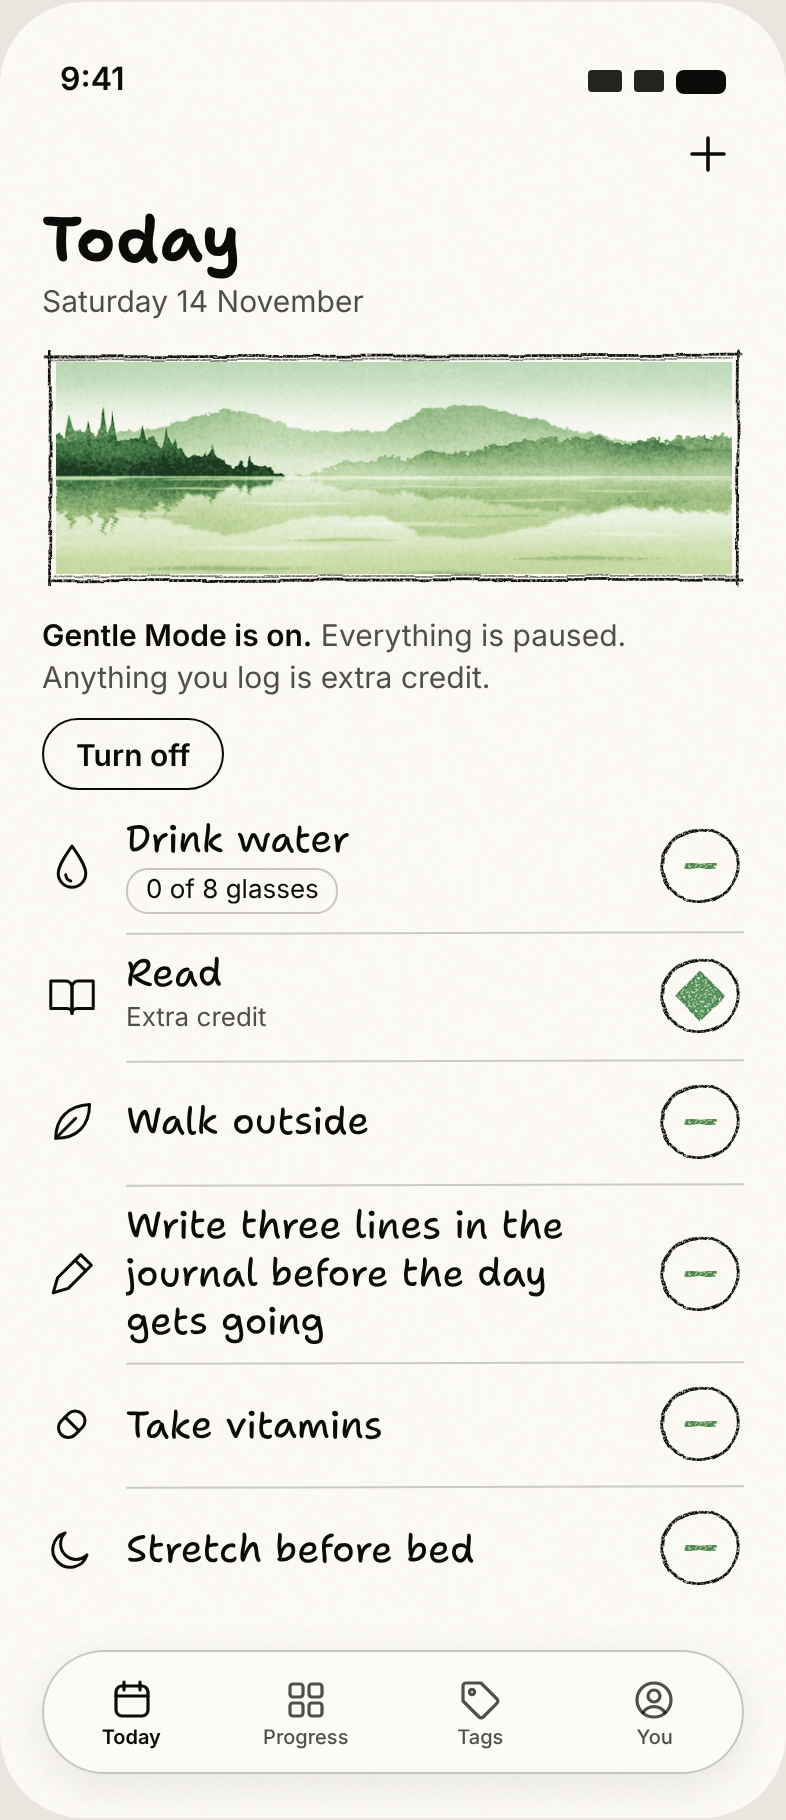 9:41
Today
Saturday 14 November
Gentle Mode is on. Everything is paused.
Anything you log is extra credit.
Turn off
Drink water
0 of 8 glasses
Read
Extra credit
Walk outside
Write three lines in the
journal before the day
gets going
Take vitamins
Stretch before bed
Today
Progress
Tags
You